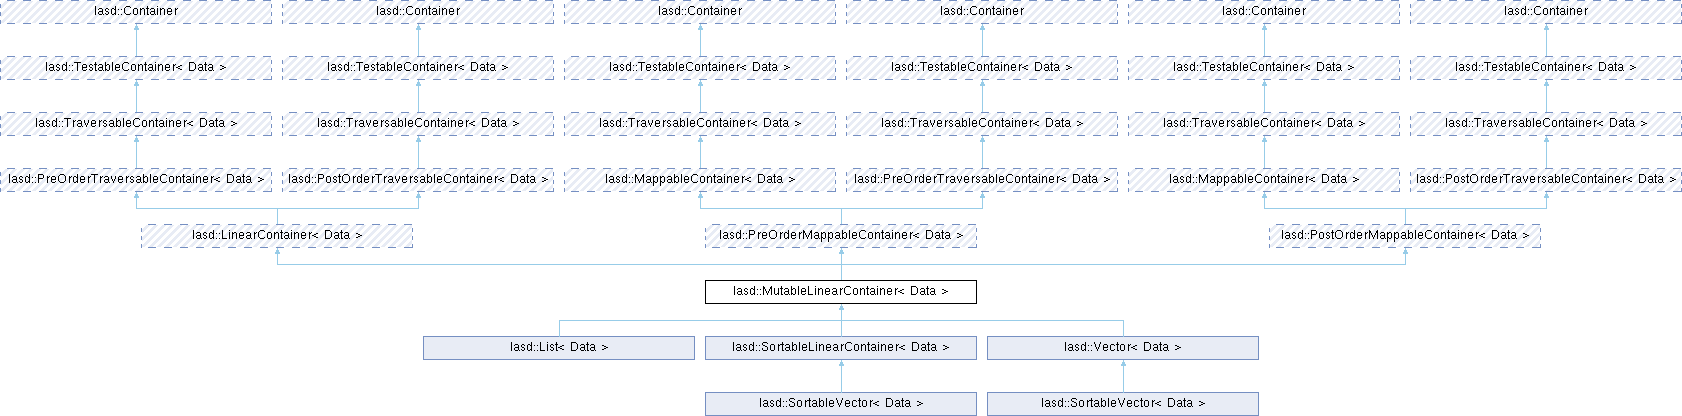 lasd::Container lasd::Container lasd::Container lasd::Container lasd::Container lasd::Container
lasd::TestableContainer< Data > lasd::TestableContainer< Data > lasd::TestableContainer< Data > lasd::TestableContainer< Data > lasd::TestableContainer< Data > lasd::TestableContainer< Data >
lasd::TraversableContainer< Data > lasd::TraversableContainer< Data > lasd::TraversableContainer< Data > lasd::TraversableContainer< Data > lasd::TraversableContainer< Data > lasd::TraversableContainer< Data >
lasd::PreOrderTraversableContainer< Data > lasd::PostOrderTraversableContainer< Data > lasd::MappableContainer< Data > lasd::PreOrderTraversableContainer< Data > lasd::MappableContainer< Data > lasd::PostOrderTraversableContainer< Data >
lasd::LinearContainer< Data > lasd::PreOrderMappableContainer< Data > lasd::PostOrderMappableContainer< Data >
lasd::MutableLinearContainer< Data >
lasd::List< Data > lasd::SortableLinearContainer< Data > lasd::Vector< Data >
lasd::SortableVector< Data > lasd::SortableVector< Data >